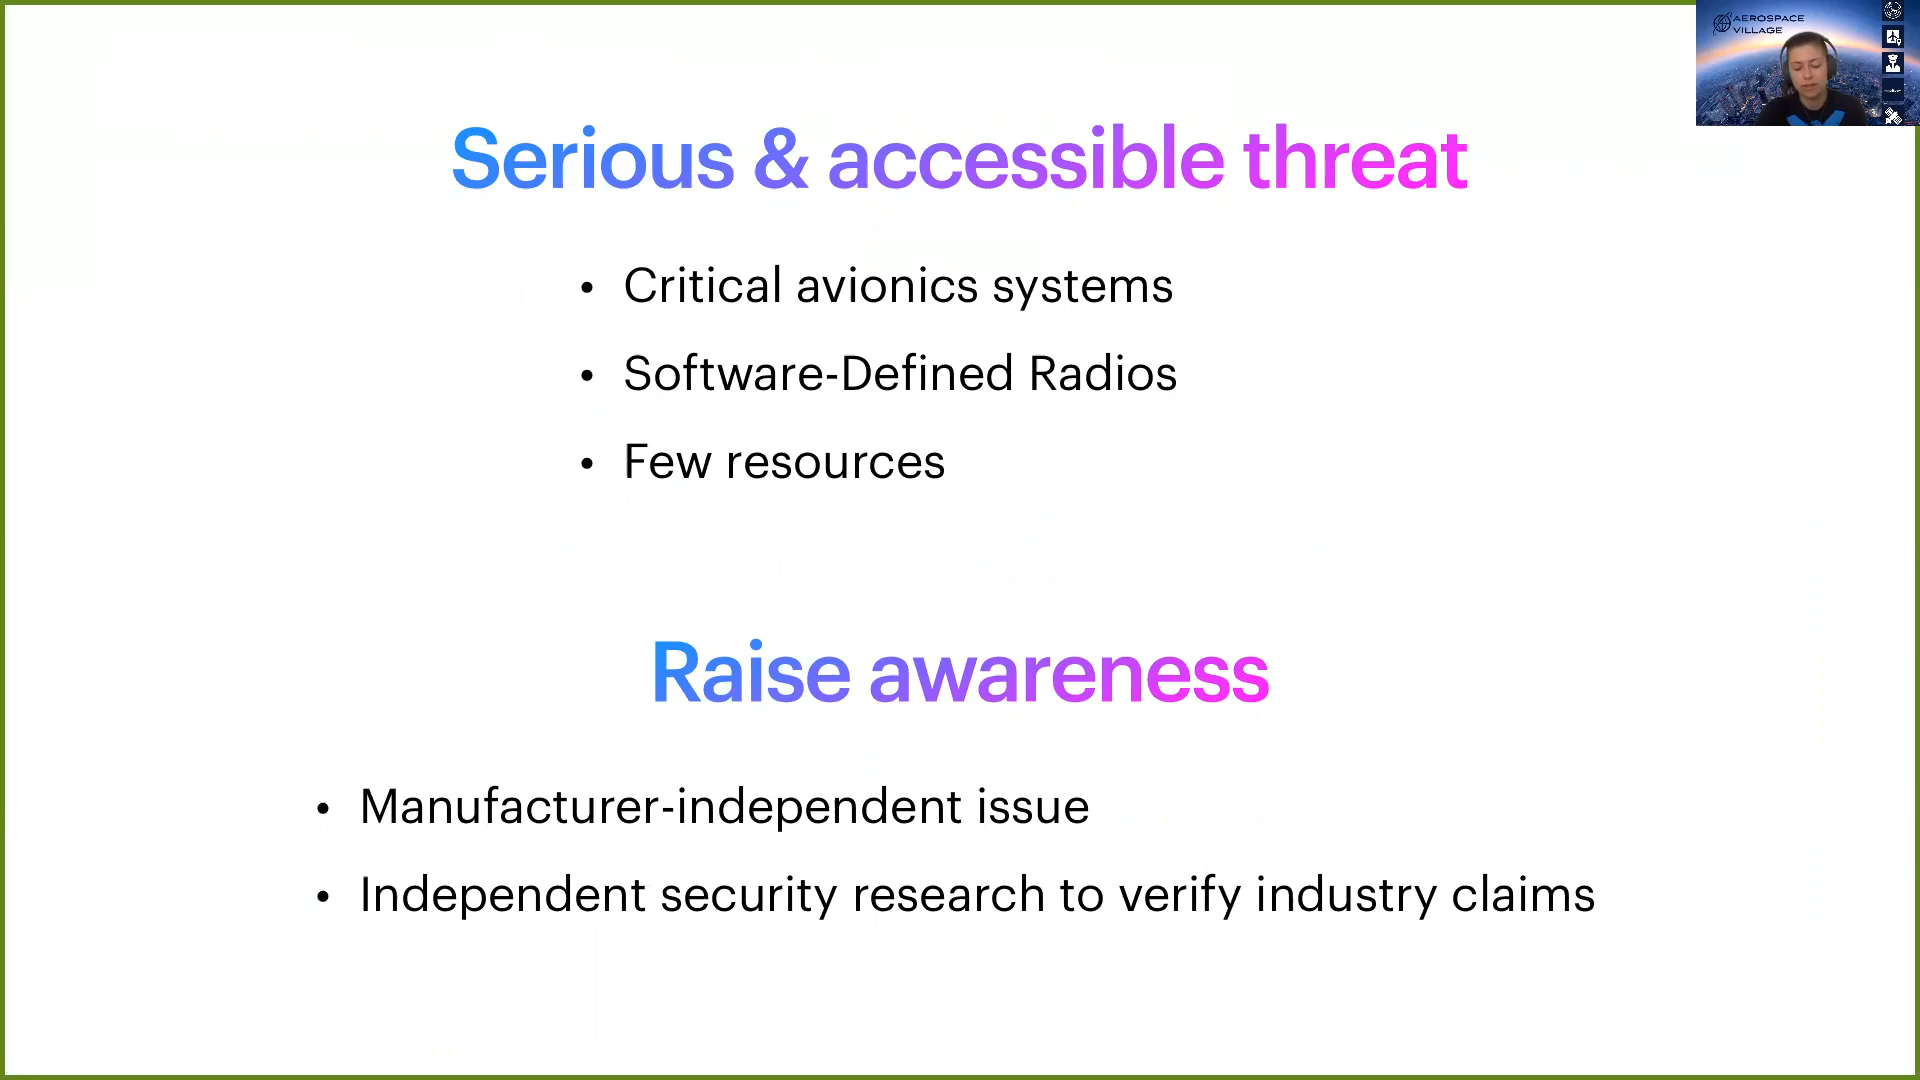 AEROSPACE
VILLAGE
Serious & accessible threat
• Critical avionics systems
• Software-Defined Radios
• Few resources
Raise awareness
• Manufacturer-independent issue
• Independent security research to verify industry claims